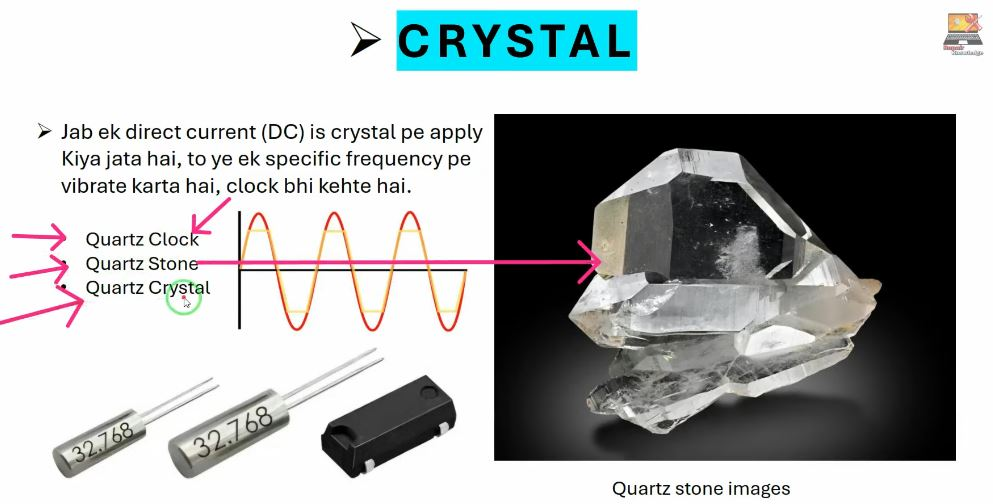 CRYSTAL
Repair
Knowledge
Jab ek direct current (DC) is crystal pe apply
Kiya jata hai, to ye ek specific frequency pe
vibrate karta hai, clock bhi kehte hai.
Quartz Clock
Quartz Stone
Quartz Crystal
32.768
32.768
Quartz stone images